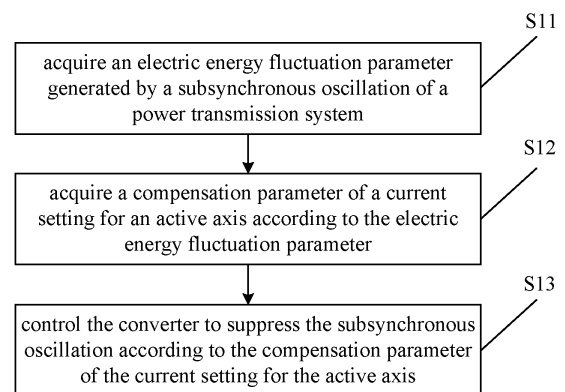 S11
acquire an electric energy fluctuation parameter
generated by a subsynchronous oscillation of a
power transmission system
S12
acquire a compensation parameter of a current
setting for an active axis according to the electric
energy fluctuation parameter
S13
control the converter to suppress the subsynchronous
oscillation according to the compensation parameter
of the current setting for the active axis